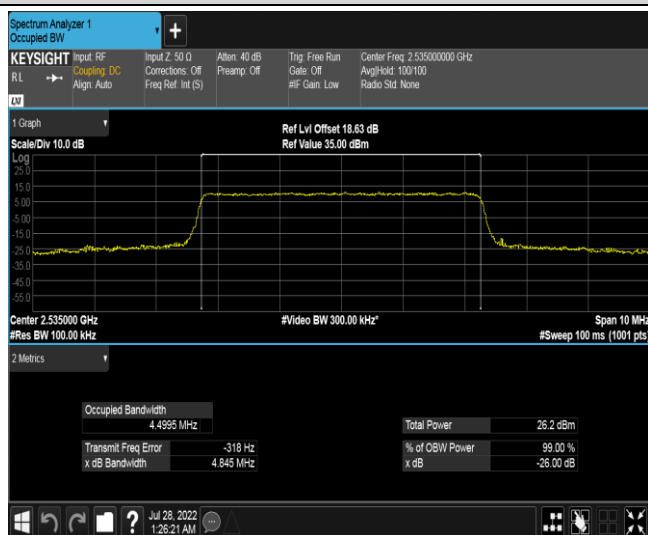 Spectrum Analyzer 1
Occupied BW
+
KEYSIGHT Input: RF Input Z: 50 Ω Atten: 40 dB Trig: Free Run Center Freq: 2.535000000 GHz
RL Coupling: DC Corrections: Off Preamp: Off Gate: Off Avg|Hold: 100/100
Align: Auto Freq Ref: Int (S) #IF Gain: Low Radio Std: None
LXI
1 Graph
Ref Lvl Offset 18.63 dB
Scale/Div 10.0 dB Ref Value 35.00 dBm
Log
25.0
15.0
5.00
-5.00
-15.0
-25.0
-35.0
-45.0
-55.0
Center 2.535000 GHz #Video BW 300.00 kHz* Span 10 MHz
#Res BW 100.00 kHz #Sweep 100 ms (1001 pts)
2 Metrics
Occupied Bandwidth
4.4995 MHz Total Power 26.2 dBm
Transmit Freq Error -318 Hz % of OBW Power 99.00 %
x dB Bandwidth 4.845 MHz x dB -26.00 dB
? Jul 28, 2022
1:26:21 AM